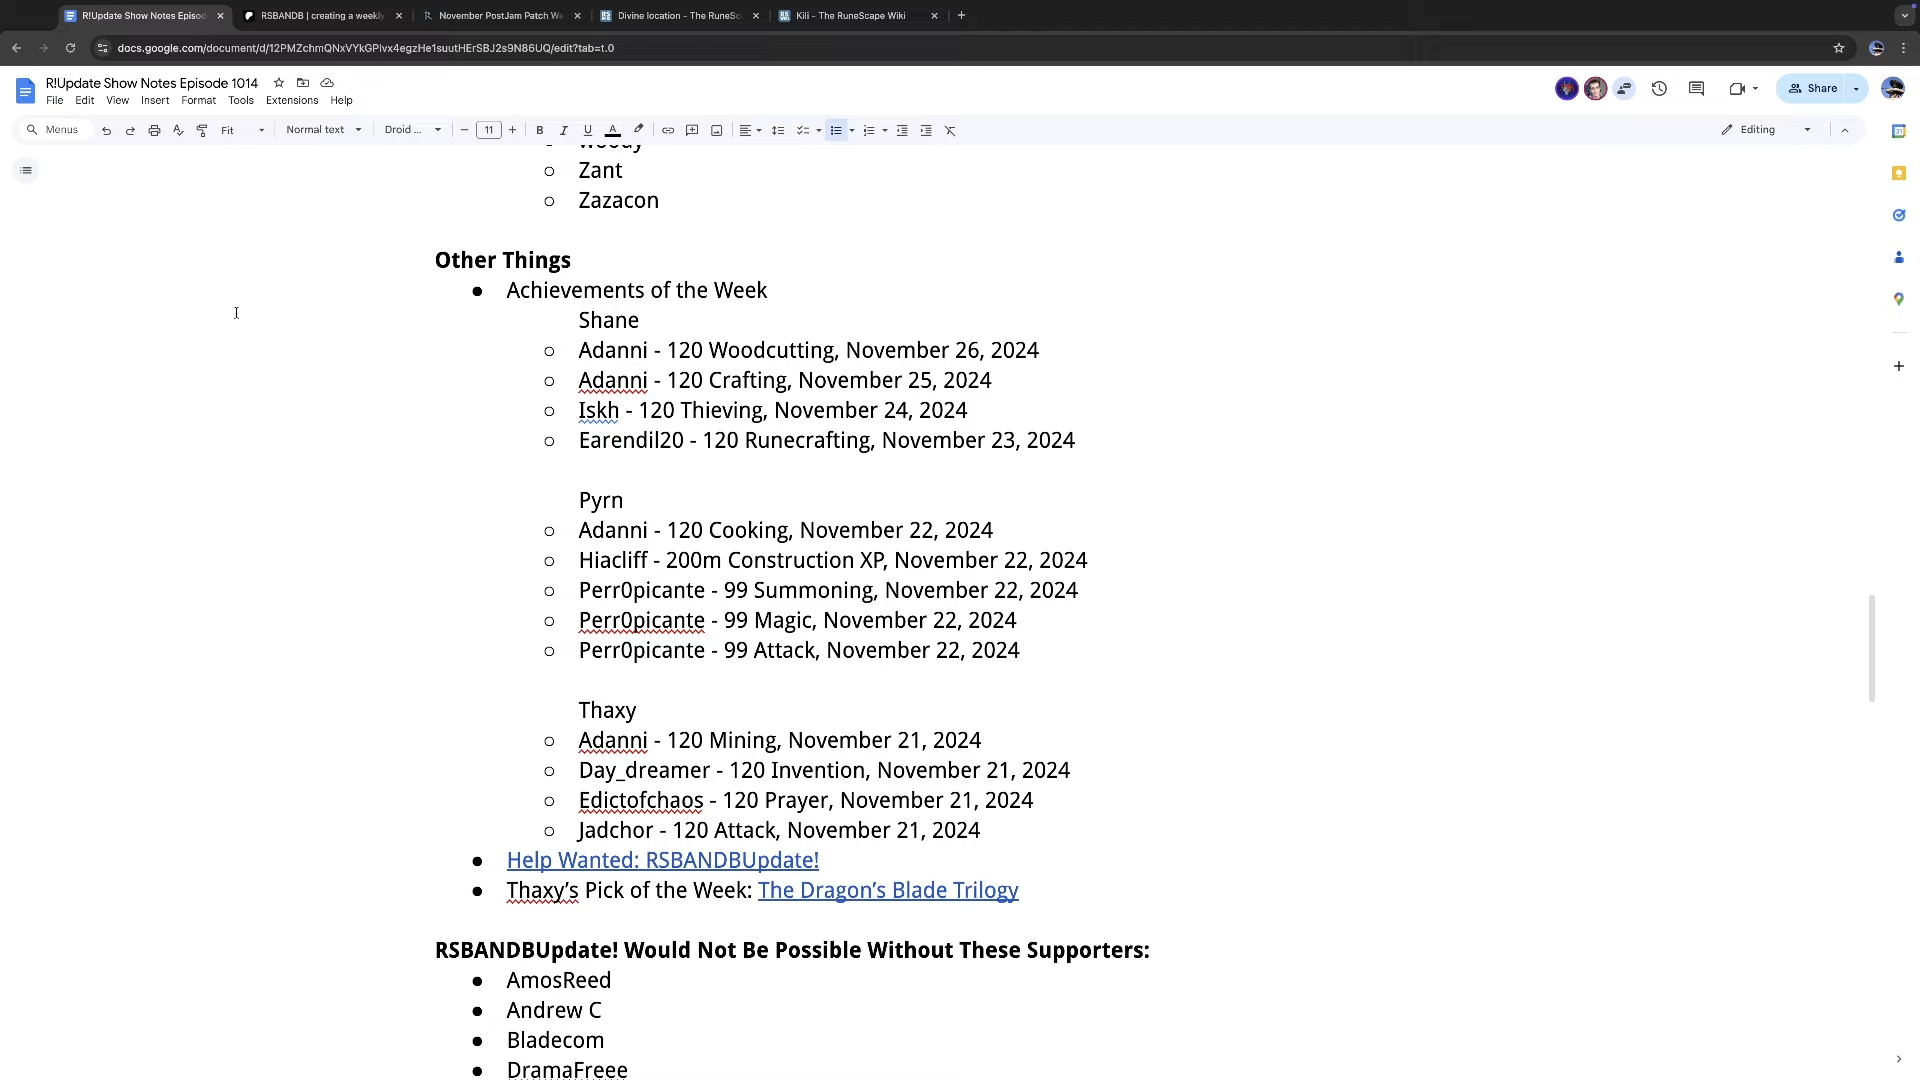 R!Update Show Notes Episod
RSBANDB | creating a weekly
November PostJam Patch We
Divine location - The RuneSc
Kili - The RuneScape Wiki
docs.google.com/document/d/12PMZchmQNxVYkGPlvx4egzHe1suutHErSBJ2s9N86UQ/edit?tab=t.0
R!Update Show Notes Episode 1014
File Edit View Insert Format Tools Extensions Help
Share
Menus
Fit
Normal text
Droid ...
11
Editing
woody
Zant
Zazacon
Other Things
Achievements of the Week
Shane
Adanni - 120 Woodcutting, November 26, 2024
Adanni - 120 Crafting, November 25, 2024
Iskh - 120 Thieving, November 24, 2024
Earendil20 - 120 Runecrafting, November 23, 2024
Pyrn
Adanni - 120 Cooking, November 22, 2024
Hiacliff - 200m Construction XP, November 22, 2024
Perr0picante - 99 Summoning, November 22, 2024
Perr0picante - 99 Magic, November 22, 2024
Perr0picante - 99 Attack, November 22, 2024
Thaxy
Adanni - 120 Mining, November 21, 2024
Day_dreamer - 120 Invention, November 21, 2024
Edictofchaos - 120 Prayer, November 21, 2024
Jadchor - 120 Attack, November 21, 2024
Help Wanted: RSBANDBUpdate!
Thaxy’s Pick of the Week: The Dragon’s Blade Trilogy
RSBANDBUpdate! Would Not Be Possible Without These Supporters:
AmosReed
Andrew C
Bladecom
DramaFreee